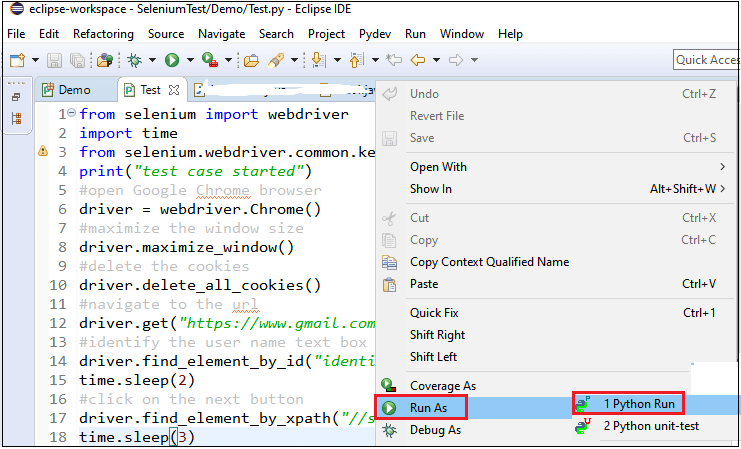 eclipse-workspace - SeleniumTest/Demo/Test.py - Eclipse IDE
File Edit Refactoring Source Navigate Search Project Pydev Run Window Help
Quick Acces
Demo Test
1 from selenium import webdriver
2 import time
3 from selenium.webdriver.common.ke
4 print("test case started")
5 #open Google Chrome browser
6 driver = webdriver.Chrome()
7 #maximize the window size
8 driver.maximize_window()
9 #delete the cookies
10 driver.delete_all_cookies()
11 #navigate to the url
12 driver.get("https://www.gmail.com
13 #identify the user name text box
14 driver.find_element_by_id("identi
15 time.sleep(2)
16 #click on the next button
17 driver.find_element_by_xpath("//s
18 time.sleep(3)
Undo Ctrl+Z
Revert File
Save Ctrl+S
Open With
Show In Alt+Shift+W
Cut Ctrl+X
Copy Ctrl+C
Copy Context Qualified Name
Paste Ctrl+V
Quick Fix Ctrl+1
Shift Right
Shift Left
Coverage As
Run As
Debug As
1 Python Run
2 Python unit-test